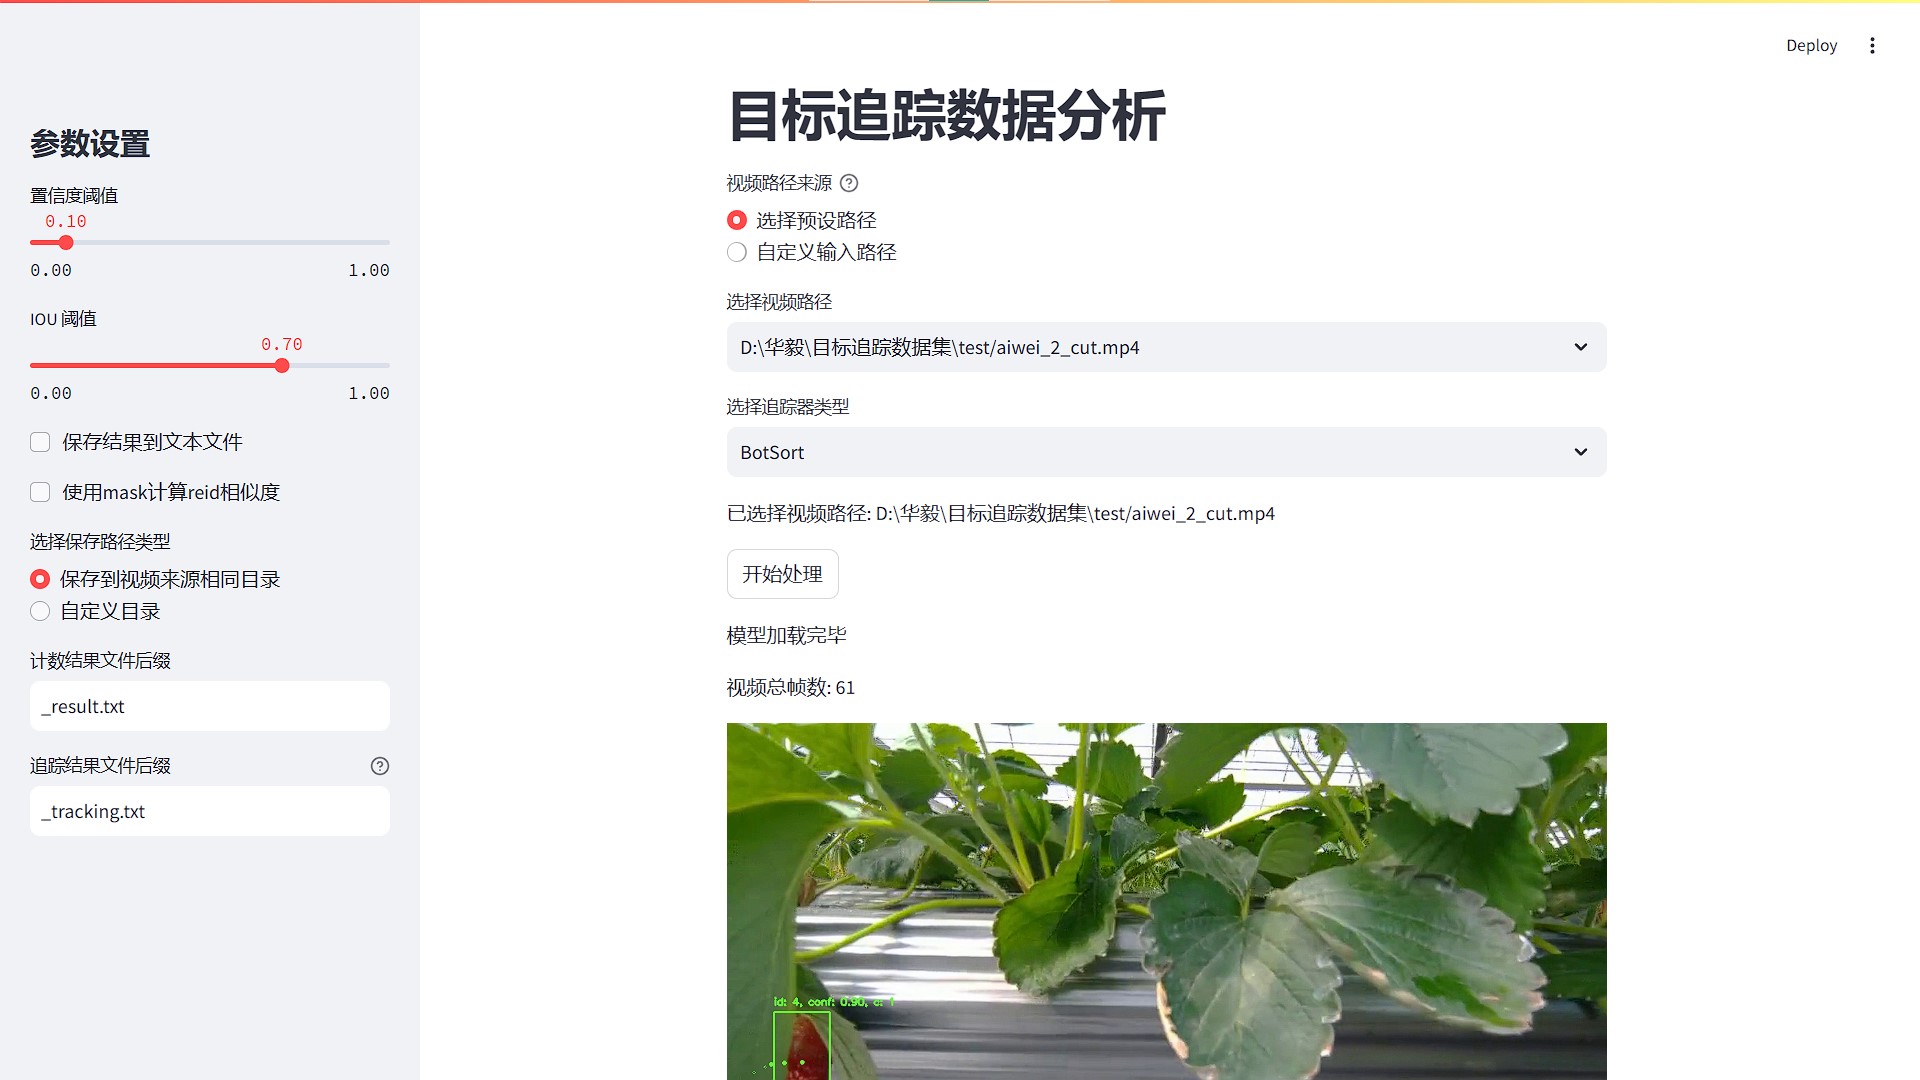 Deploy
参数设置
置信度阈值
0.10
0.00 1.00
IOU 阈值
0.70
0.00 1.00
保存结果到文本文件
使用mask计算reid相似度
选择保存路径类型
保存到视频来源相同目录
自定义目录
计数结果文件后缀
_result.txt
追踪结果文件后缀
_tracking.txt
目标追踪数据分析
视频路径来源
选择预设路径
自定义输入路径
选择视频路径
D:\华毅\目标追踪数据集\test/aiwei_2_cut.mp4
选择追踪器类型
BotSort
已选择视频路径: D:\华毅\目标追踪数据集\test/aiwei_2_cut.mp4
开始处理
模型加载完毕
视频总帧数: 61
id: 4, conf: 0.90, c: 1